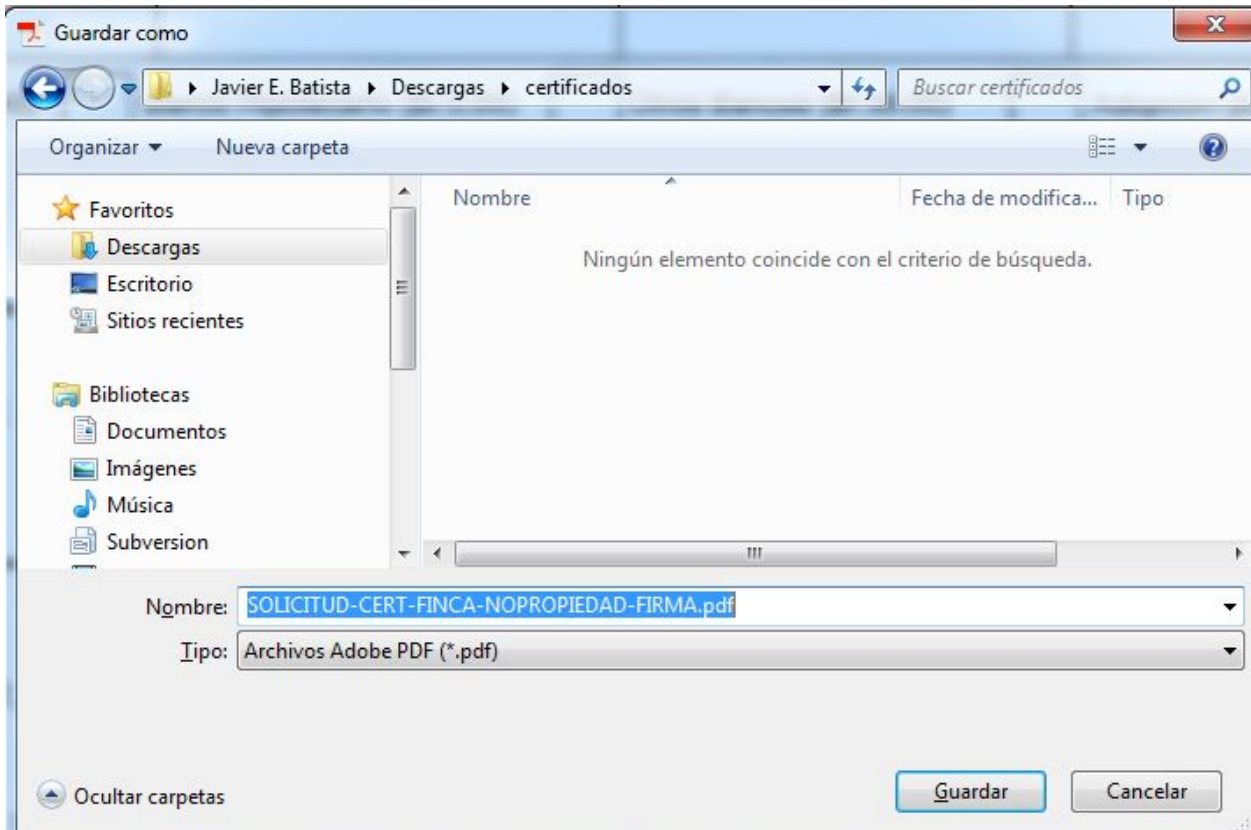 Guardar como
Javier E. Batista Descargas certificados Buscar certificados
Organizar Nueva carpeta
Favoritos
Descargas
Escritorio
Sitios recientes
Bibliotecas
Documentos
Imágenes
Música
Subversion
Nombre Fecha de modifica... Tipo
Ningún elemento coincide con el criterio de búsqueda.
Nombre: SOLICITUD-CERT-FINCA-NOPROPIEDAD-FIRMA.pdf
Tipo: Archivos Adobe PDF (*.pdf)
Ocultar carpetas Guardar Cancelar